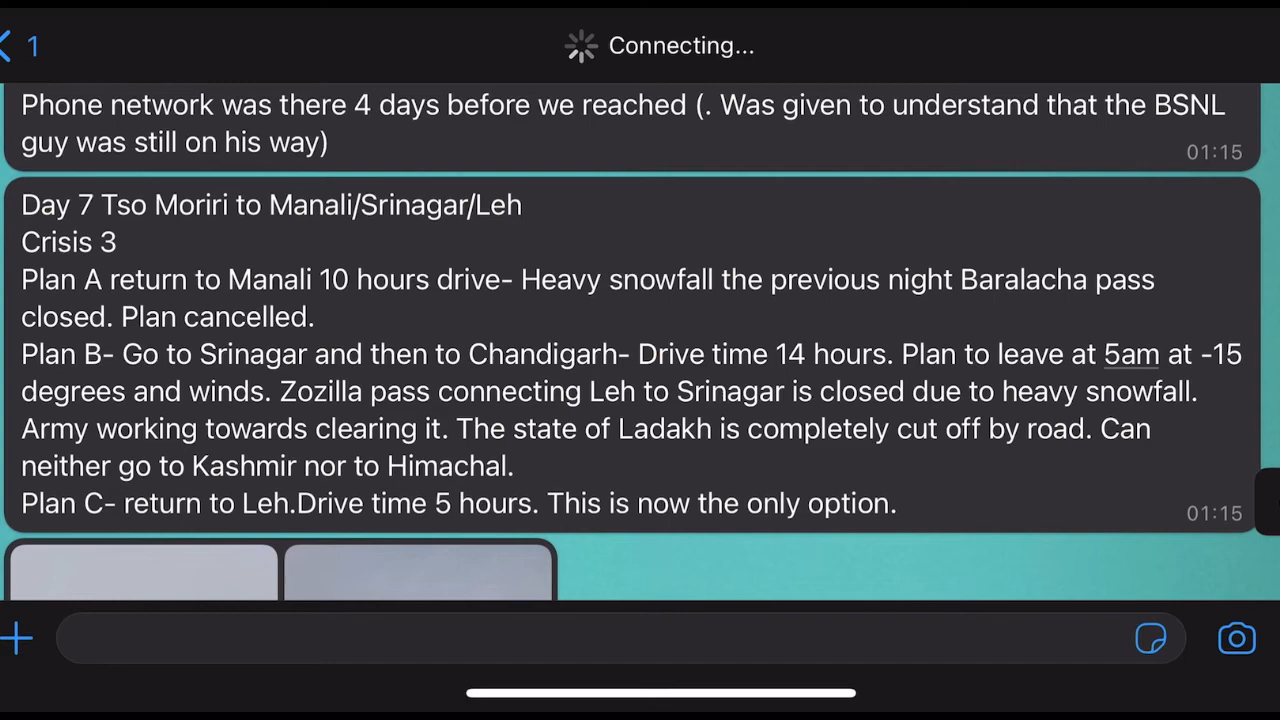 1
Connecting...
Phone network was there 4 days before we reached (. Was given to understand that the BSNL
guy was still on his way)
01:15
Day 7 Tso Moriri to Manali/Srinagar/Leh
Crisis 3
Plan A return to Manali 10 hours drive- Heavy snowfall the previous night Baralacha pass
closed. Plan cancelled.
Plan B- Go to Srinagar and then to Chandigarh- Drive time 14 hours. Plan to leave at 5am at -15
degrees and winds. Zozilla pass connecting Leh to Srinagar is closed due to heavy snowfall.
Army working towards clearing it. The state of Ladakh is completely cut off by road. Can
neither go to Kashmir nor to Himachal.
Plan C- return to Leh.Drive time 5 hours. This is now the only option.
01:15